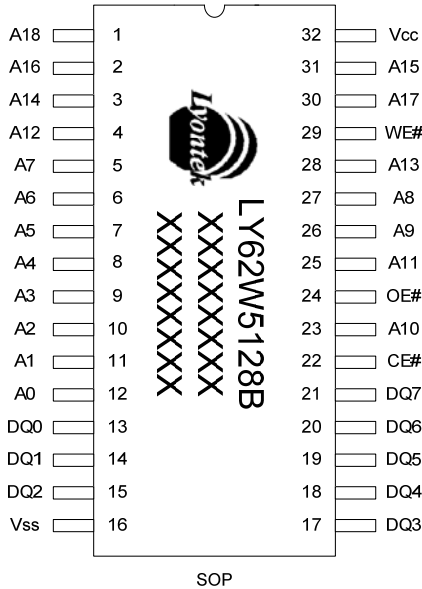 A18 1 32 Vcc
A16 2 31 A15
A14 3 30 A17
A12 4 29 WE#
A7 5 28 A13
A6 6 27 A8
A5 7 26 A9
A4 8 25 A11
A3 9 24 OE#
A2 10 23 A10
A1 11 22 CE#
A0 12 21 DQ7
DQ0 13 20 DQ6
DQ1 14 19 DQ5
DQ2 15 18 DQ4
Vss 16 17 DQ3
Lyontek
LY62W5128B
XXXXXXXX
XXXXXXXX
SOP